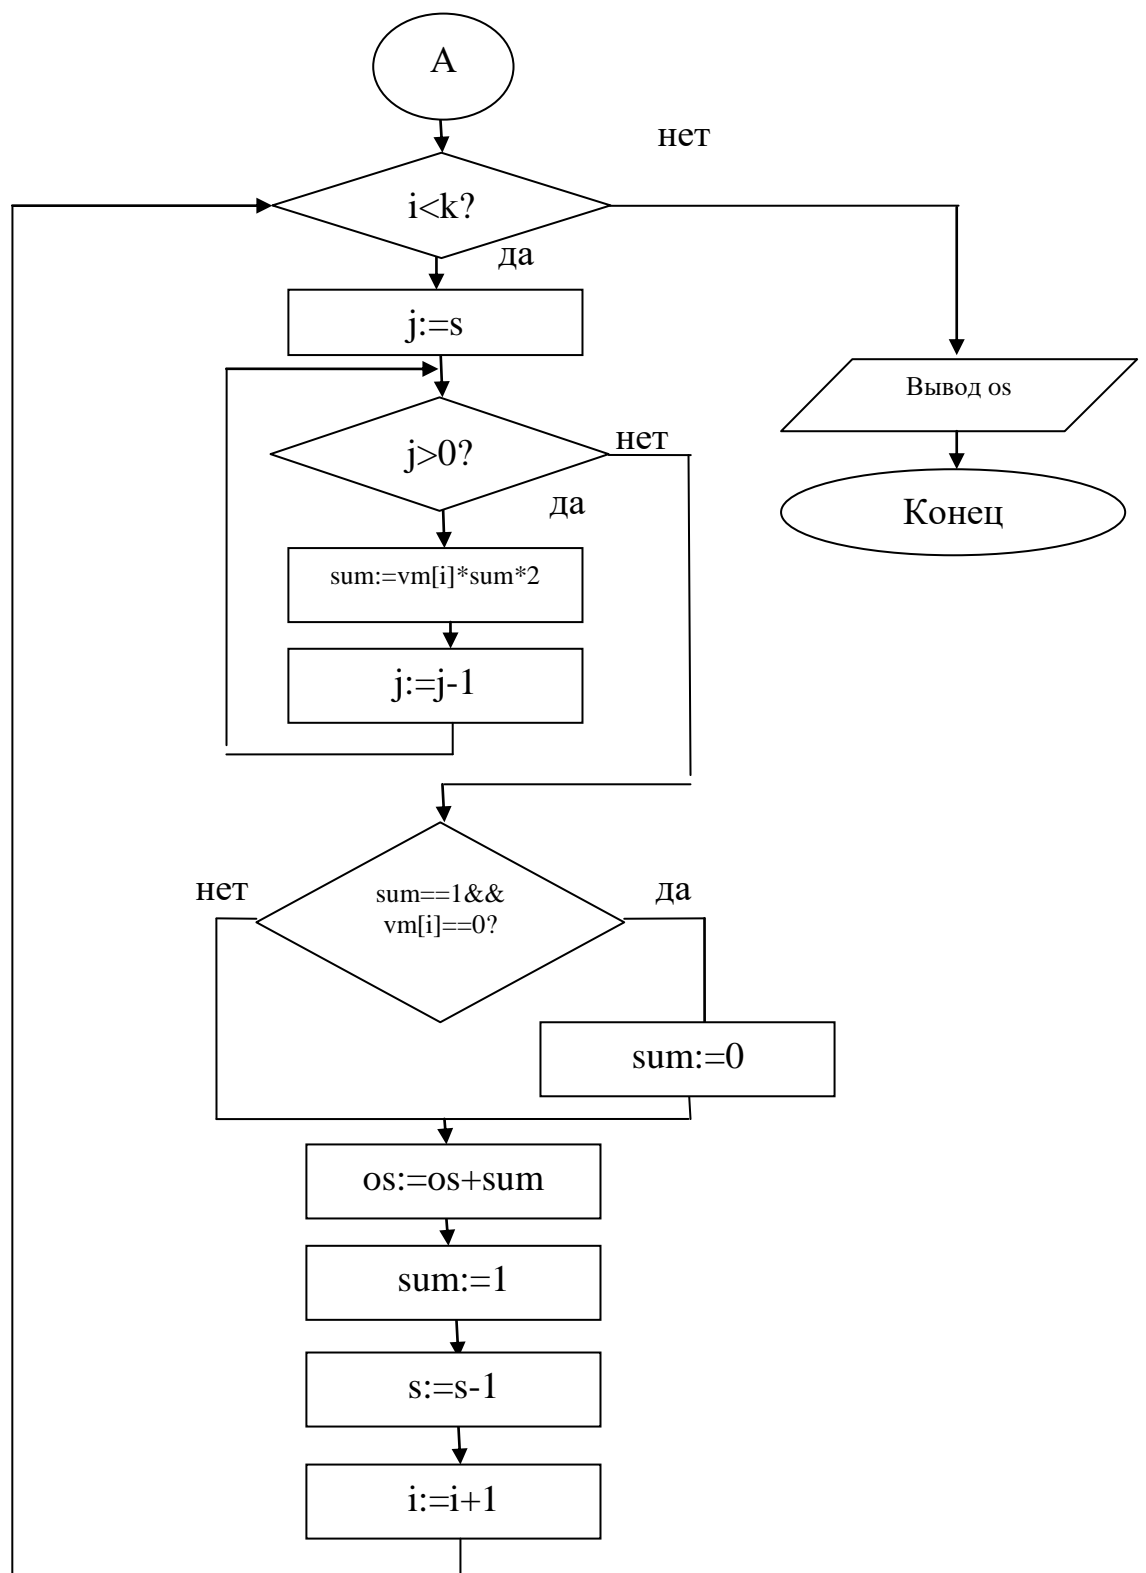 А
нет
i<k?
да
j:=s
Вывод os
нет
j>0?
да
Конец
sum:=vm[i]*sum*2
j:=j-1
нет
да
sum==1&&
vm[i]==0?
sum:=0
os:=os+sum
sum:=1
s:=s-1
i:=i+1